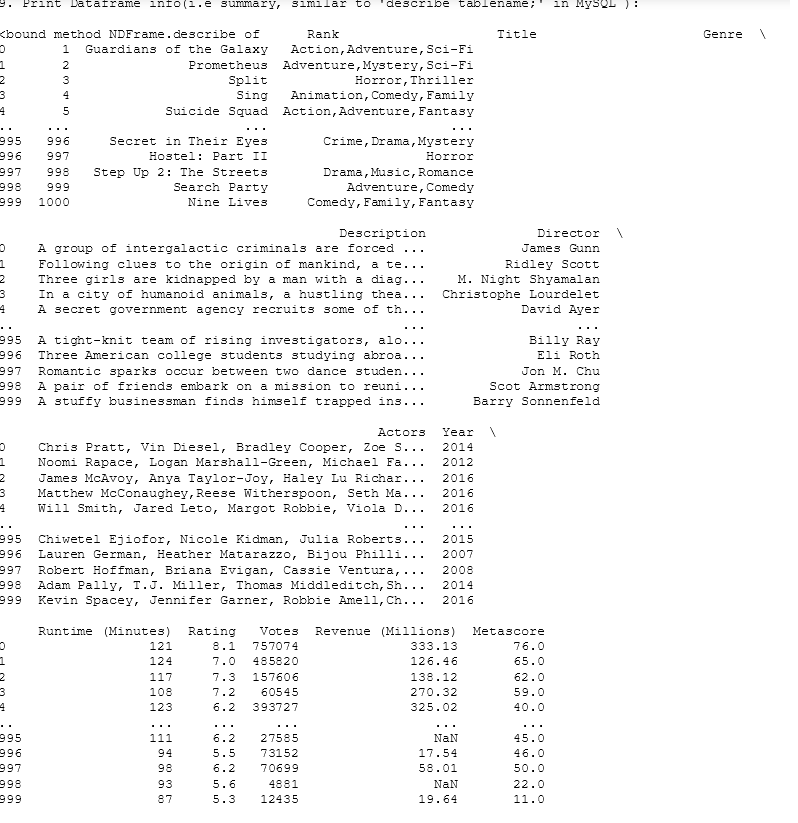 9. Print Dataframe info(i.e summary, similar to 'describe tablename;' in MySQL ):
<bound method NDFrame.describe of      Rank                    Title                         Genre  \
0       1  Guardians of the Galaxy   Action,Adventure,Sci-Fi
1       2               Prometheus  Adventure,Mystery,Sci-Fi
2       3                    Split           Horror,Thriller
3       4                     Sing   Animation,Comedy,Family
4       5            Suicide Squad  Action,Adventure,Fantasy
..    ...                      ...                       ...
995   996     Secret in Their Eyes       Crime,Drama,Mystery
996   997          Hostel: Part II                    Horror
997   998   Step Up 2: The Streets       Drama,Music,Romance
998   999             Search Party          Adventure,Comedy
999  1000               Nine Lives     Comedy,Family,Fantasy
Description              Director  \
0    A group of intergalactic criminals are forced ...            James Gunn
1    Following clues to the origin of mankind, a te...          Ridley Scott
2    Three girls are kidnapped by a man with a diag...    M. Night Shyamalan
3    In a city of humanoid animals, a hustling thea...  Christophe Lourdelet
4    A secret government agency recruits some of th...            David Ayer
..                                                 ...                   ...
995  A tight-knit team of rising investigators, alo...             Billy Ray
996  Three American college students studying abroa...              Eli Roth
997  Romantic sparks occur between two dance studen...            Jon M. Chu
998  A pair of friends embark on a mission to reuni...        Scot Armstrong
999  A stuffy businessman finds himself trapped ins...      Barry Sonnenfeld
Actors  Year  \
0    Chris Pratt, Vin Diesel, Bradley Cooper, Zoe S...  2014
1    Noomi Rapace, Logan Marshall-Green, Michael Fa...  2012
2    James McAvoy, Anya Taylor-Joy, Haley Lu Richar...  2016
3    Matthew McConaughey,Reese Witherspoon, Seth Ma...  2016
4    Will Smith, Jared Leto, Margot Robbie, Viola D...  2016
..                                                 ...   ...
995  Chiwetel Ejiofor, Nicole Kidman, Julia Roberts...  2015
996  Lauren German, Heather Matarazzo, Bijou Philli...  2007
997  Robert Hoffman, Briana Evigan, Cassie Ventura,...  2008
998  Adam Pally, T.J. Miller, Thomas Middleditch,Sh...  2014
999  Kevin Spacey, Jennifer Garner, Robbie Amell,Ch...  2016
Runtime (Minutes)  Rating   Votes  Revenue (Millions)  Metascore
0                  121     8.1  757074              333.13       76.0
1                  124     7.0  485820              126.46       65.0
2                  117     7.3  157606              138.12       62.0
3                  108     7.2   60545              270.32       59.0
4                  123     6.2  393727              325.02       40.0
..                 ...     ...     ...                 ...        ...
995                111     6.2   27585                 NaN       45.0
996                 94     5.5   73152               17.54       46.0
997                 98     6.2   70699               58.01       50.0
998                 93     5.6    4881                 NaN       22.0
999                 87     5.3   12435               19.64       11.0